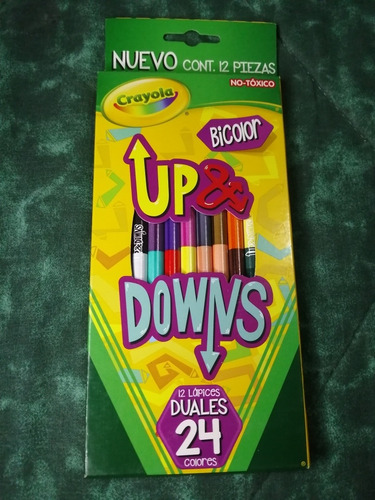 NUEVO CONT. 12 PIEZAS
NO-TÓXICO
Crayola
BICOLOR
UP &
DOWNS
12 LÁPICES
DUALES
24
COLORES